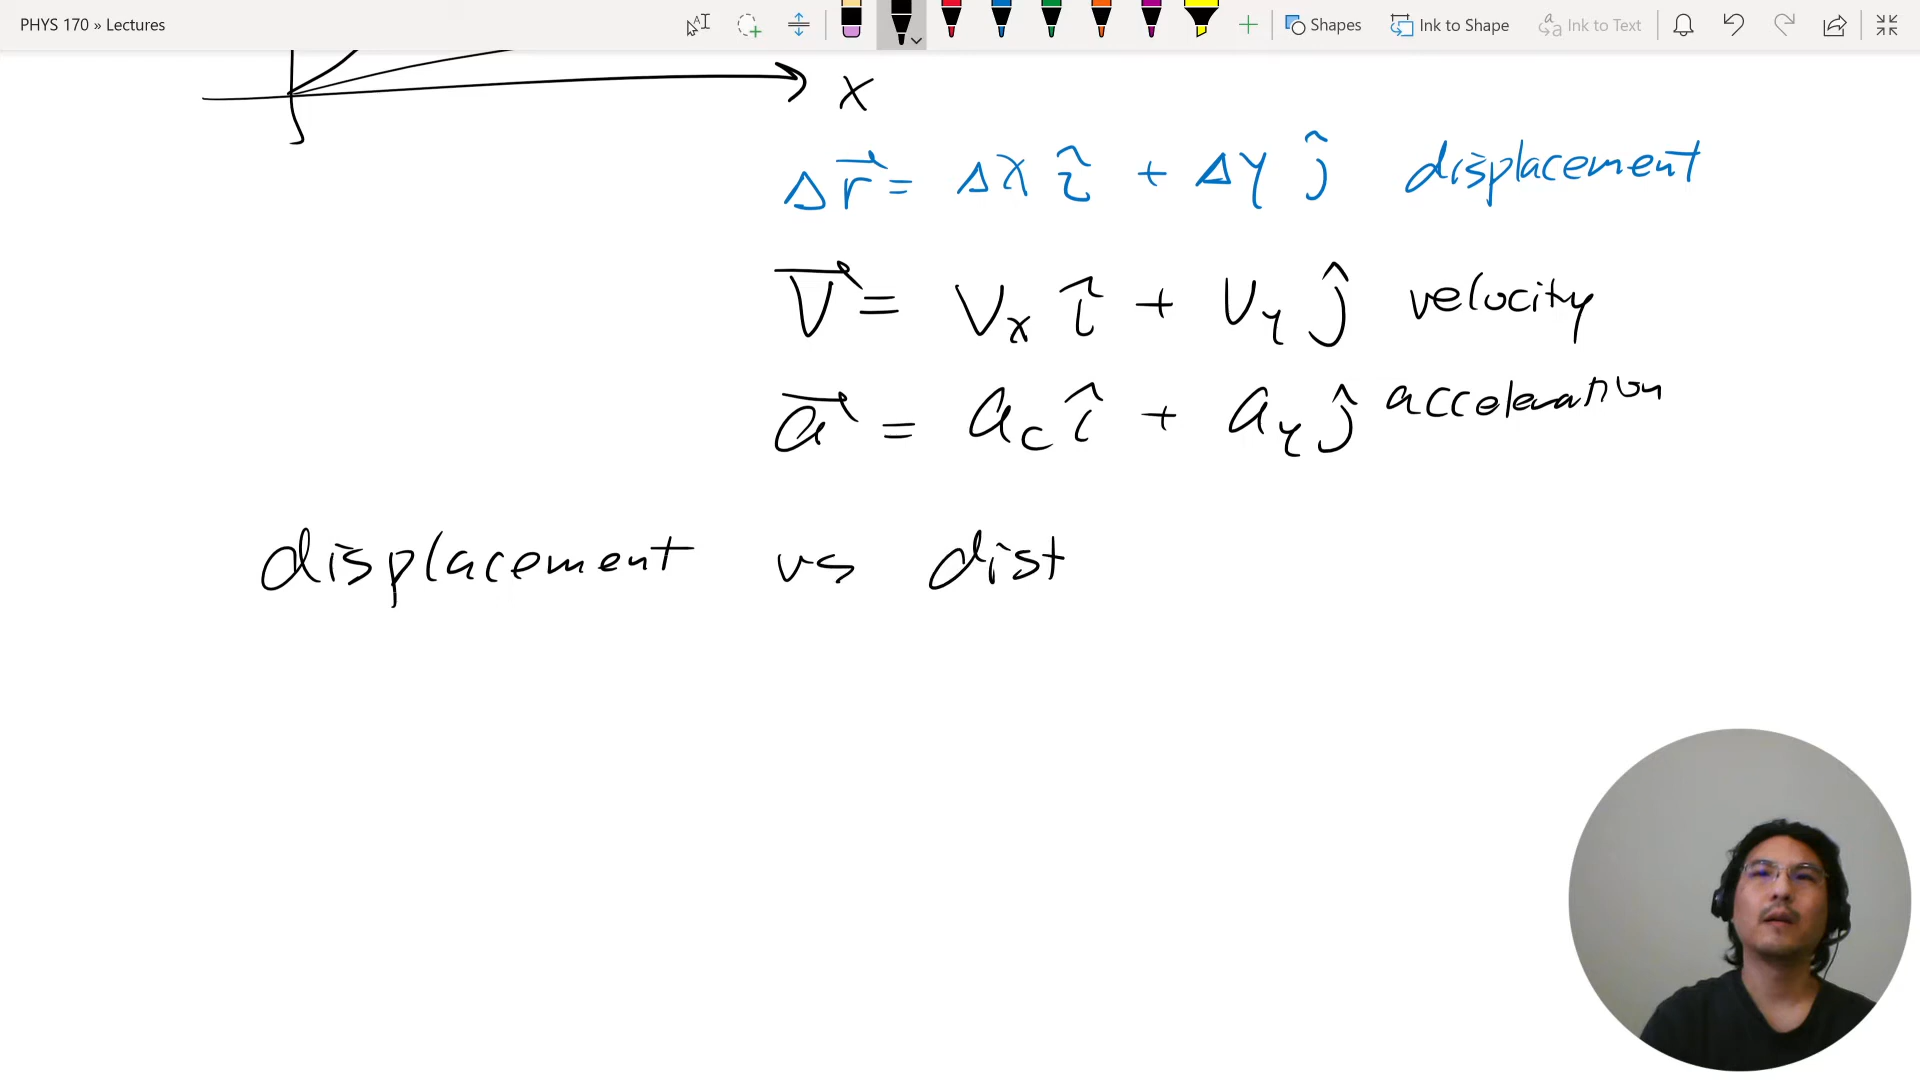 PHYS 170 » Lectures
Shapes Ink to Shape Ink to Text
x
Δr⃗ = Δx î + Δy ĵ displacement
V⃗ = Vx î + Vy ĵ velocity
a⃗ = ac î + ay ĵ acceleration
displacement vs dist